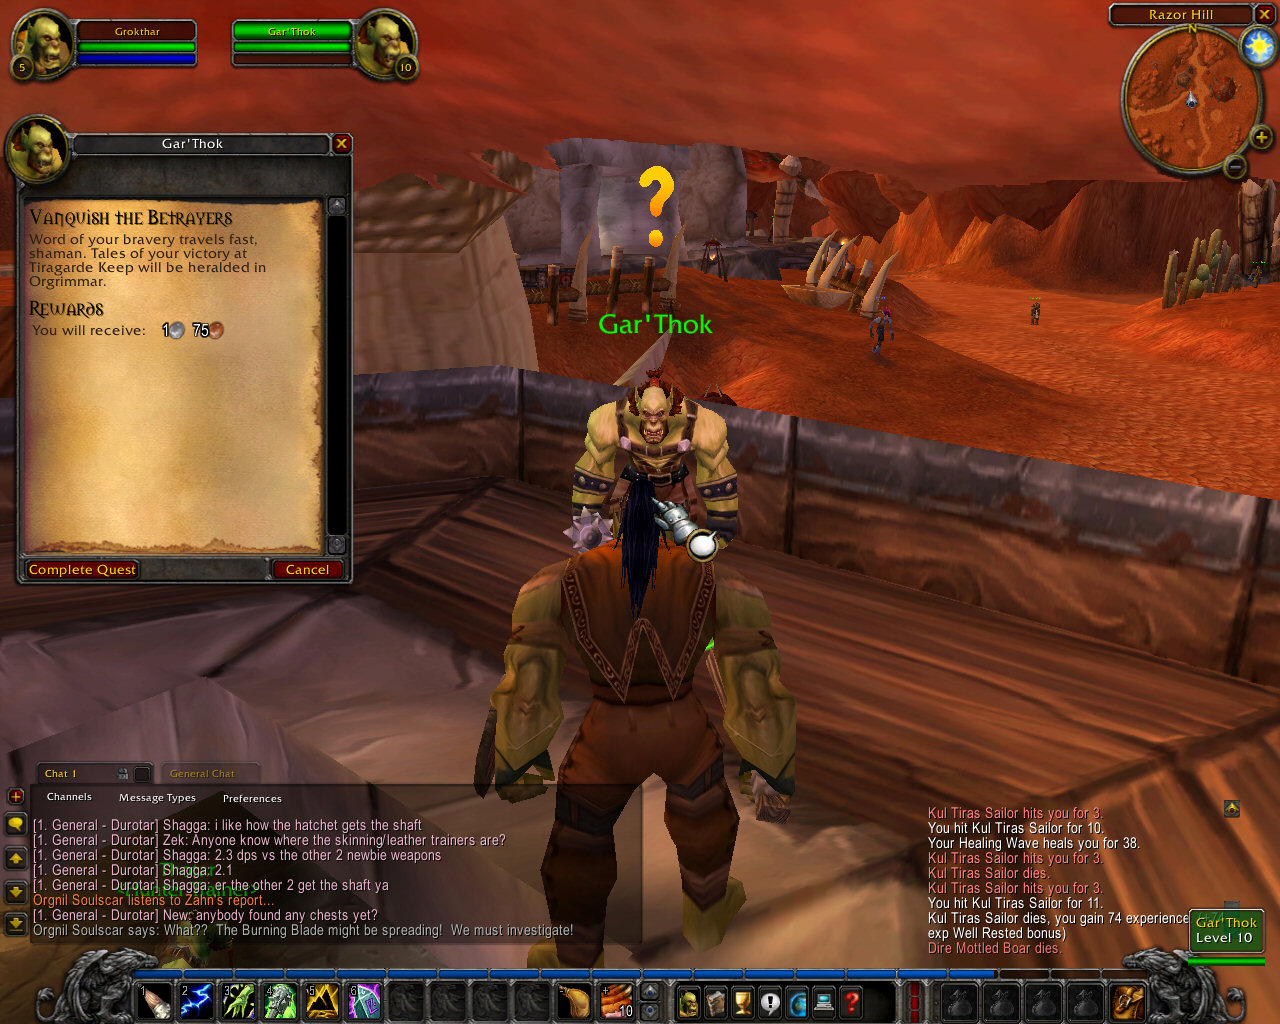 Grokthar
5
Gar'Thok
10
Razor Hill
N
Gar'Thok
Vanquish the Betrayers
Word of your bravery travels fast,
shaman. Tales of your victory at
Tiragarde Keep will be heralded in
Orgrimmar.
Rewards
You will receive: 1 75
Complete Quest
Cancel
?
Gar'Thok
Chat 1
General Chat
Channels
Message Types
Preferences
[1. General - Durotar] Shagga: i like how the hatchet gets the shaft
[1. General - Durotar] Zek: Anyone know where the skinning/leather trainers are?
[1. General - Durotar] Shagga: 2.3 dps vs the other 2 newbie weapons
[1. General - Durotar] Shagga: 2.1
[1. General - Durotar] Shagga: er the other 2 get the shaft ya
Orgnil Soulscar listens to Zahn's report...
[1. General - Durotar] New: anybody found any chests yet?
Orgnil Soulscar says: What?? The Burning Blade might be spreading! We must investigate!
Kul Tiras Sailor hits you for 3.
You hit Kul Tiras Sailor for 10.
Your Healing Wave heals you for 38.
Kul Tiras Sailor hits you for 3.
Kul Tiras Sailor dies.
Kul Tiras Sailor hits you for 3.
You hit Kul Tiras Sailor for 11.
Kul Tiras Sailor dies, you gain 74 experience
exp Well Rested bonus)
Dire Mottled Boar dies.
Gar'Thok
Level 10
1 2 3 4 5 6
10